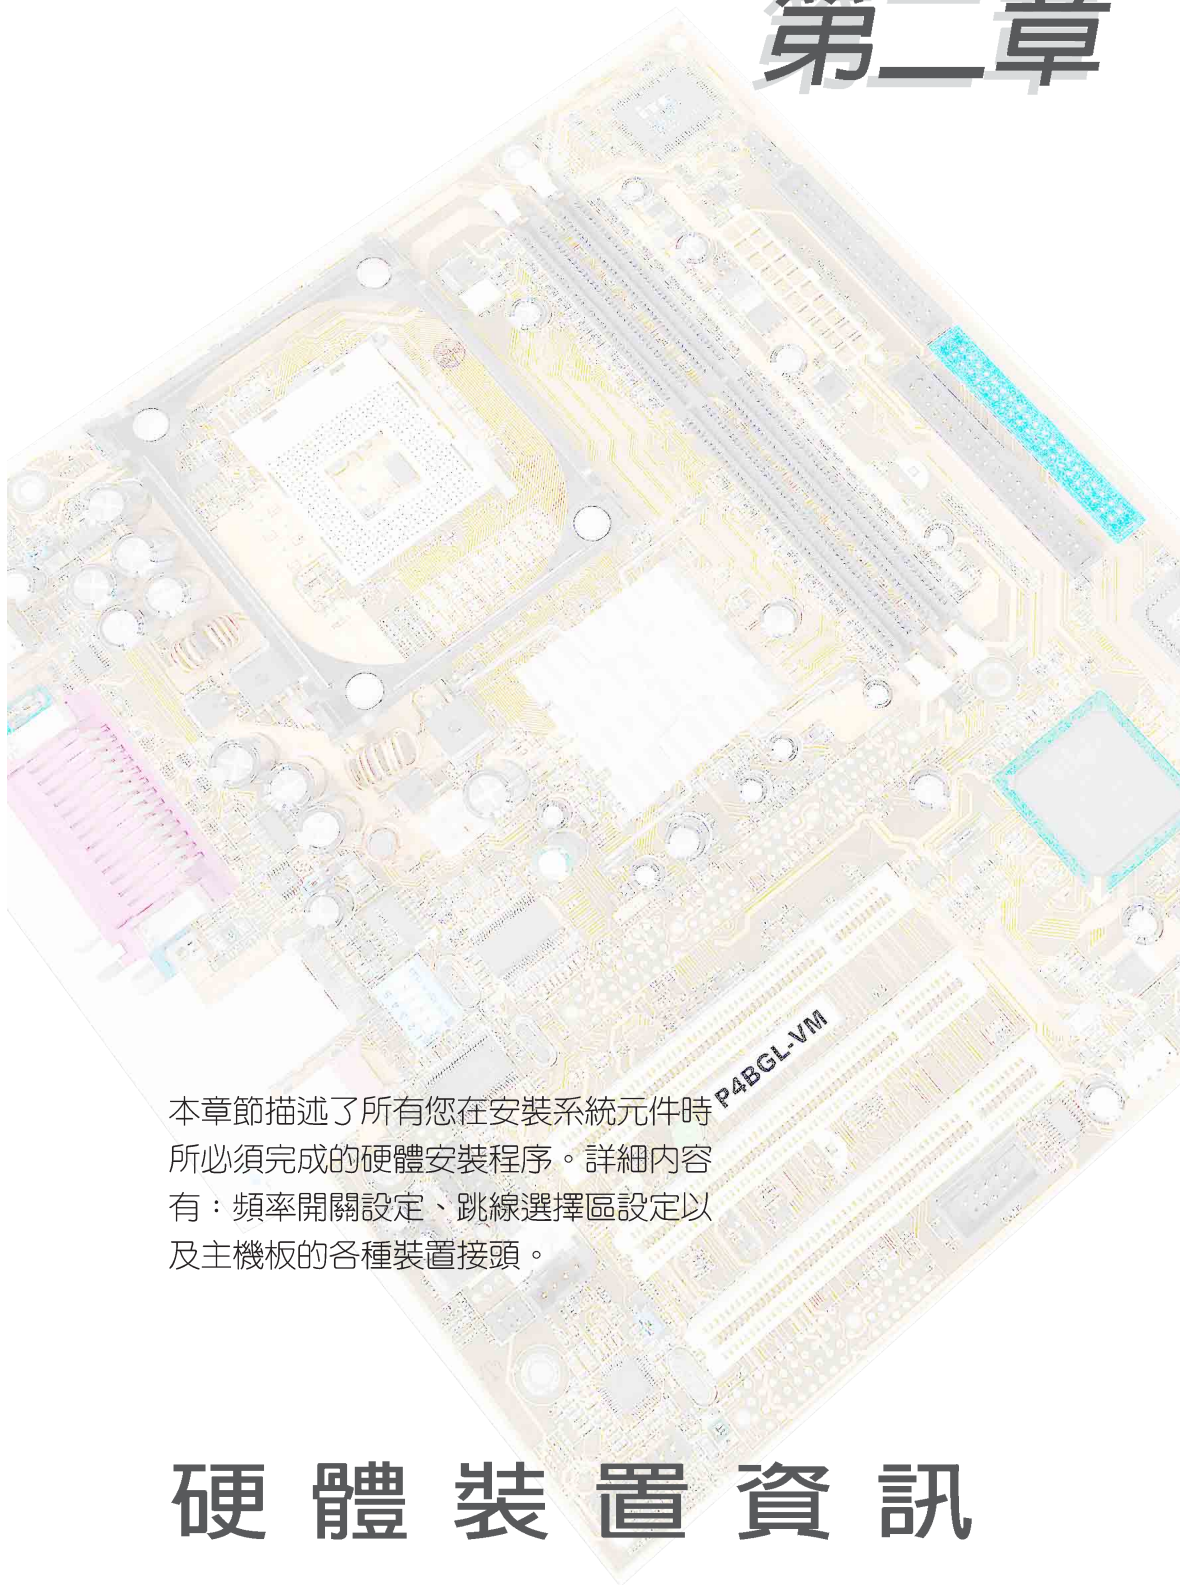 第二章
P4BGL-VM
本章節描述了所有您在安裝系統元件時
所必須完成的硬體安裝程序。詳細內容
有：頻率開關設定、跳線選擇區設定以
及主機板的各種裝置接頭。
硬體裝置資訊